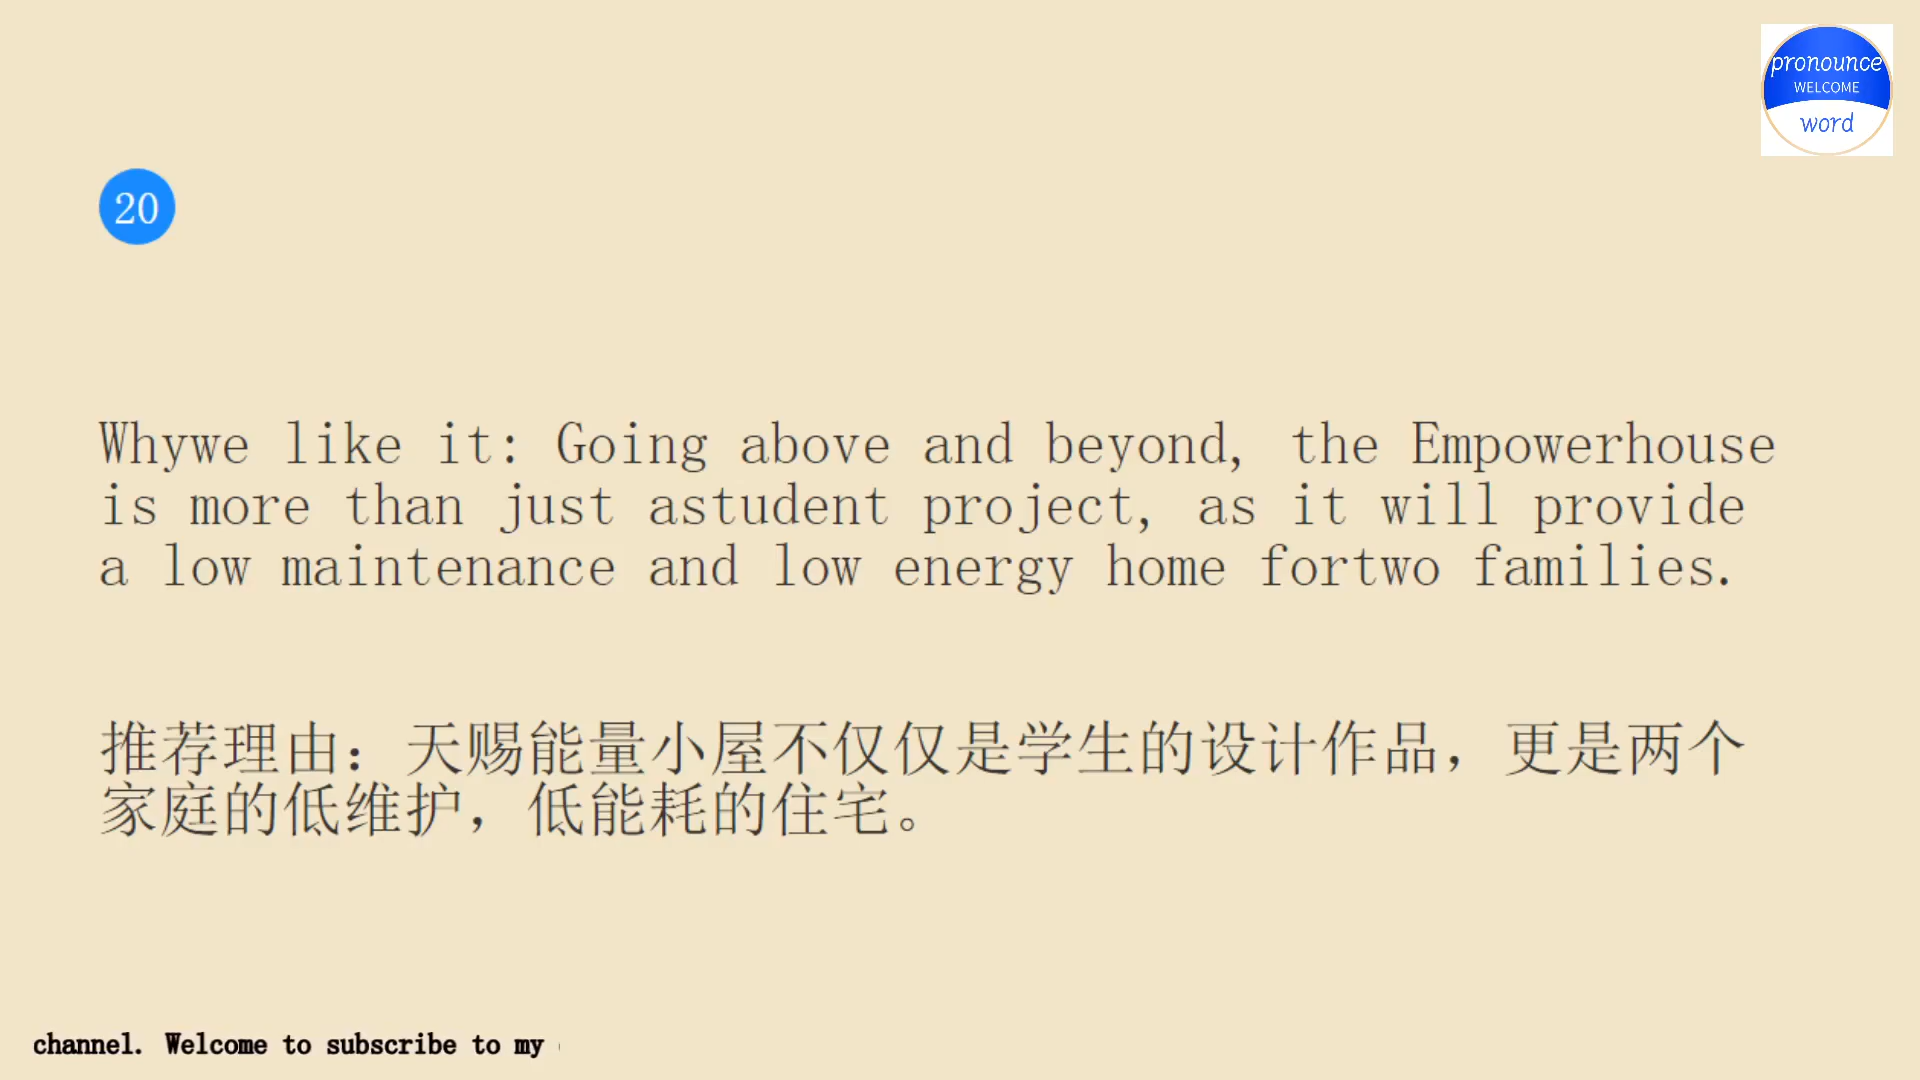 pronounce
WELCOME
word
20
Whywe like it: Going above and beyond, the Empowerhouse
is more than just astudent project, as it will provide
a low maintenance and low energy home fortwo families.
推荐理由：天赐能量小屋不仅仅是学生的设计作品，更是两个
家庭的低维护，低能耗的住宅。
channel. Welcome to subscribe to my